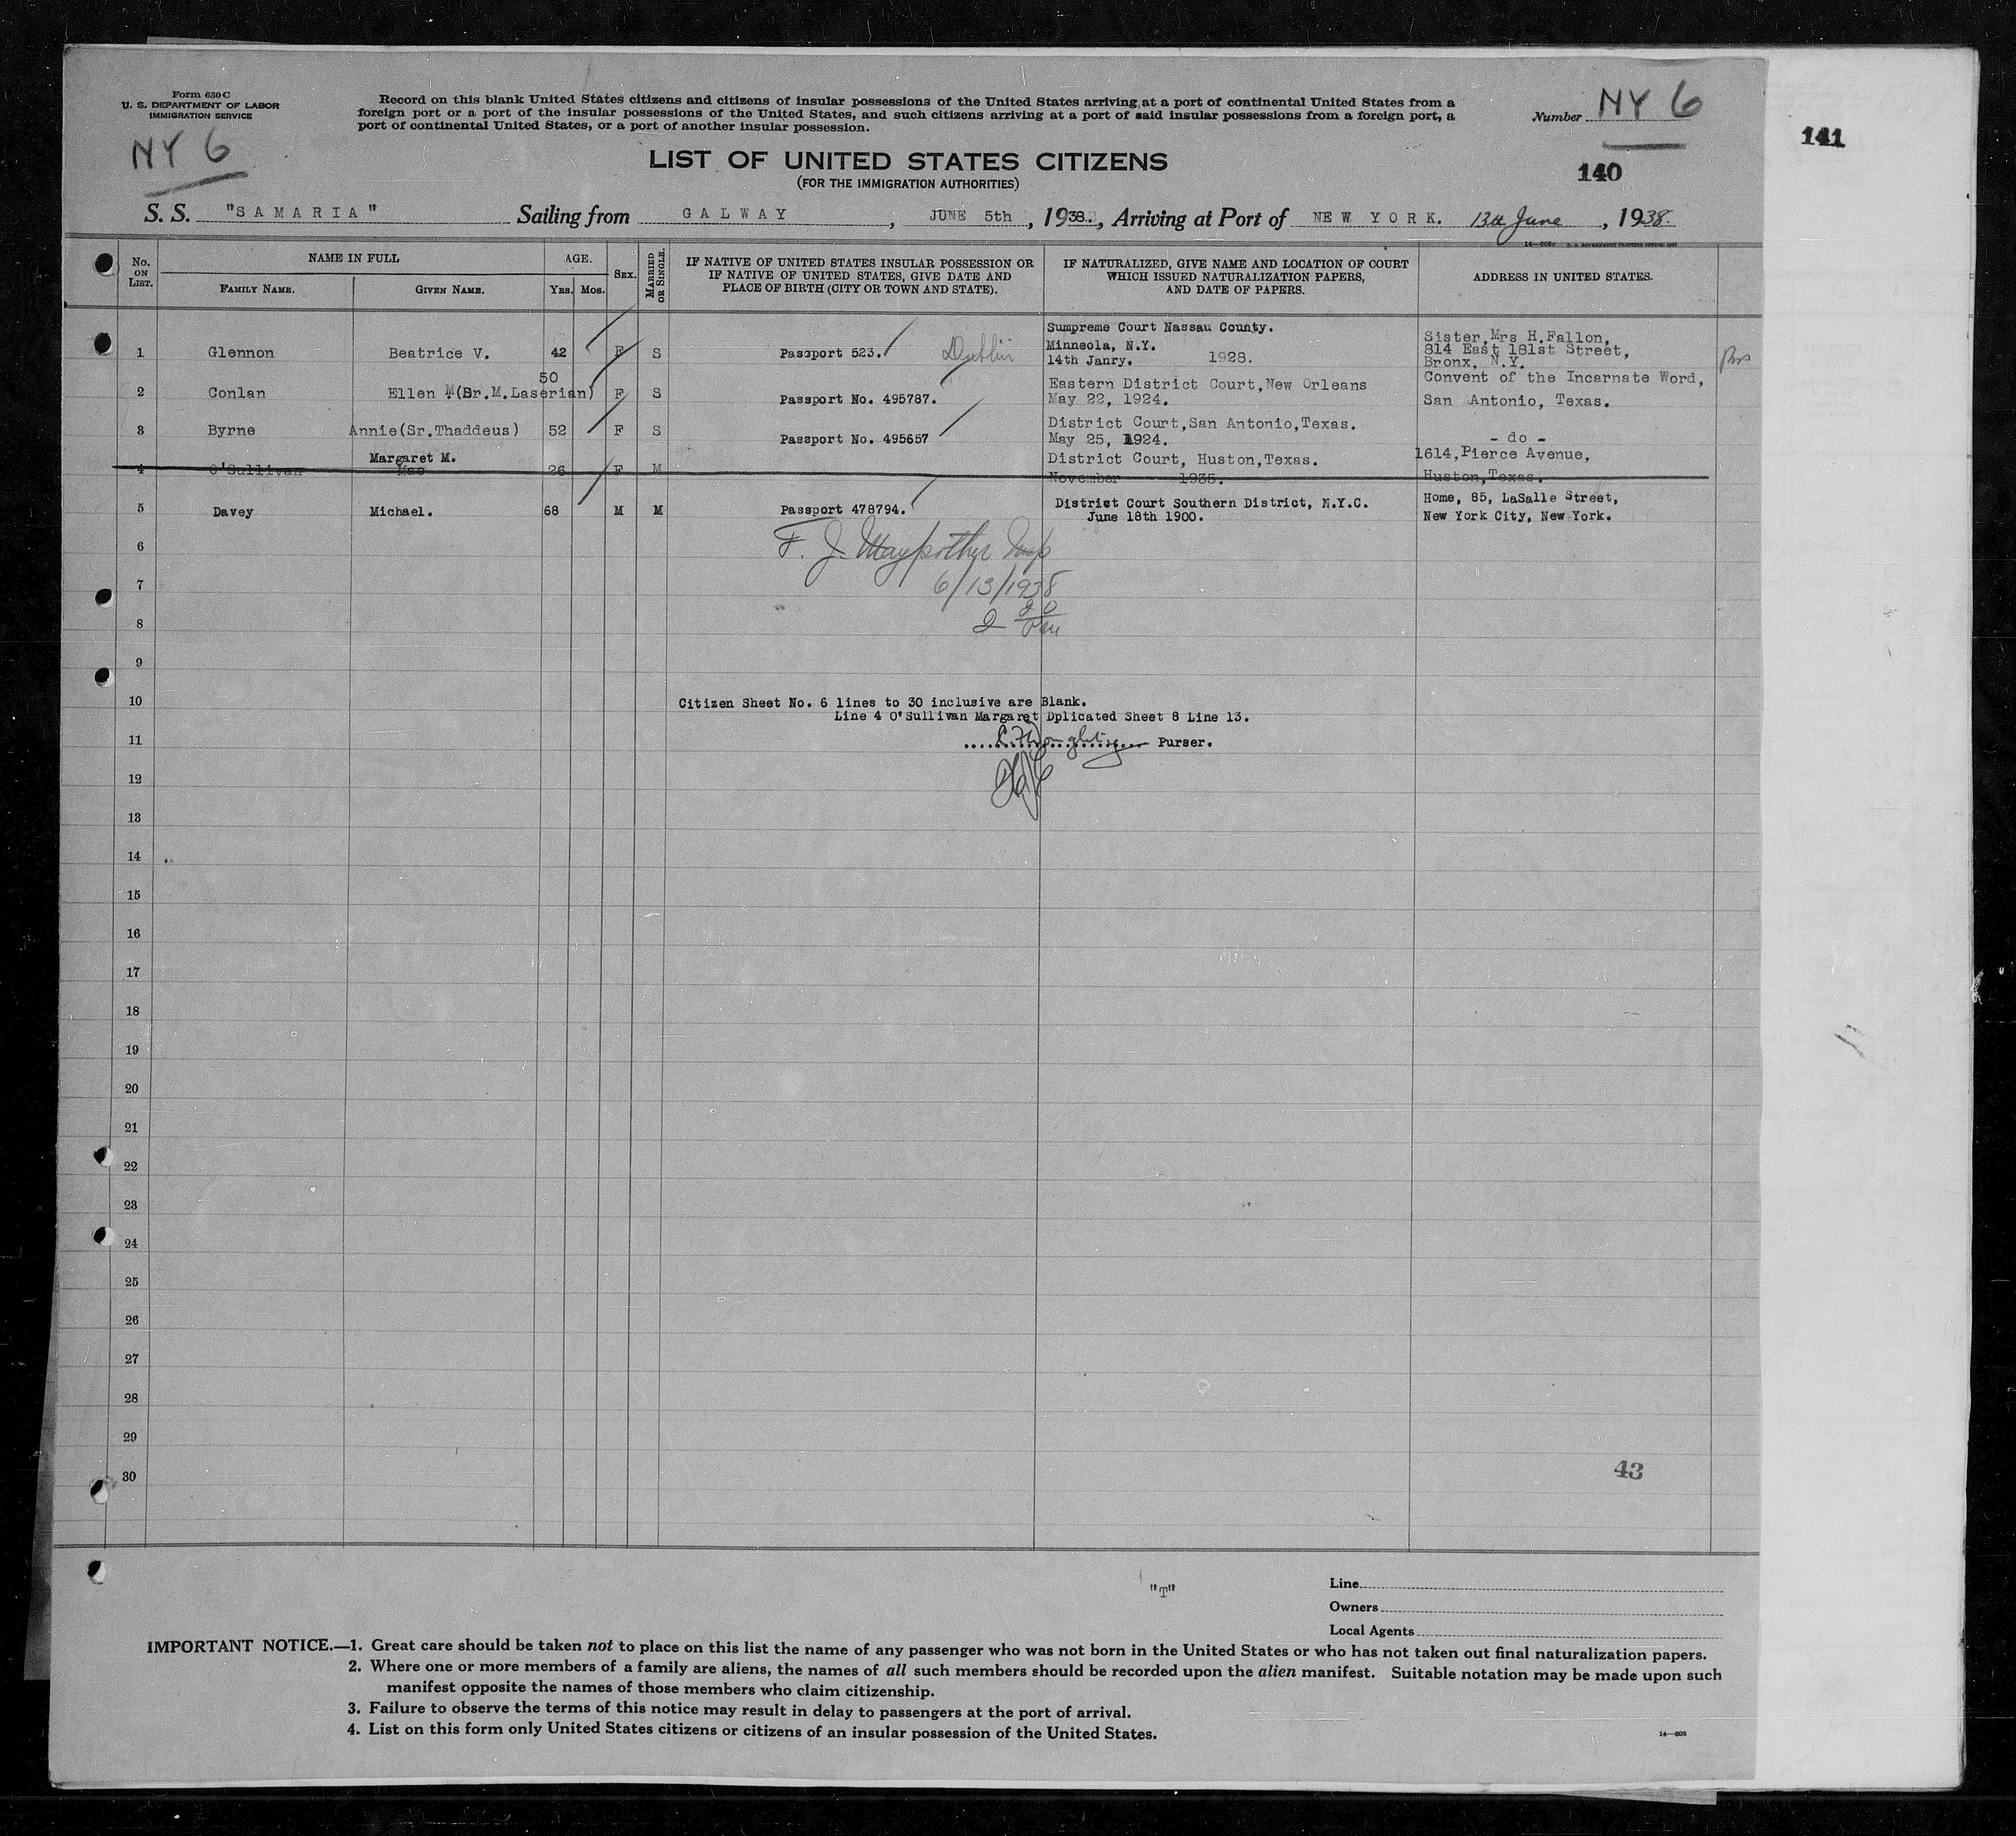 Form 630 C
U. S. DEPARTMENT OF LABOR
IMMIGRATION SERVICE
NY 6
Record on this blank United States citizens and citizens of insular possessions of the United States arriving at a port of continental United States from a
foreign port or a port of the insular possessions of the United States, and such citizens arriving at a port of said insular possessions from a foreign port, a
port of continental United States, or a port of another insular possession.
Number NY 6
141
LIST OF UNITED STATES CITIZENS
(FOR THE IMMIGRATION AUTHORITIES)
140
S. S. "SAMARIA" Sailing from GALWAY, JUNE 5th, 1938, Arriving at Port of NEW YORK. 13th June, 1938.
No. ON LIST.
NAME IN FULL
FAMILY NAME. GIVEN NAME.
AGE.
YRS. MOS.
SEX.
MARRIED OR SINGLE.
IF NATIVE OF UNITED STATES INSULAR POSSESSION OR
IF NATIVE OF UNITED STATES, GIVE DATE AND
PLACE OF BIRTH (CITY OR TOWN AND STATE).
IF NATURALIZED, GIVE NAME AND LOCATION OF COURT
WHICH ISSUED NATURALIZATION PAPERS,
AND DATE OF PAPERS.
ADDRESS IN UNITED STATES.
1 Glennon Beatrice V. 42 F S Passport 523. Dublin
Sumpreme Court Nassau County.
Minneola, N.Y.
14th Janry. 1928.
Sister, Mrs H.Fallon,
814 East 181st Street,
Bronx, N.Y.
2 Conlan Ellen M (Sr.M.Laserian) 50 F S Passport No. 495787.
Eastern District Court,New Orleans
May 22, 1924.
Convent of the Incarnate Word,
San Antonio, Texas.
3 Byrne Annie(Sr.Thaddeus) 52 F S Passport No. 495657
District Court,San Antonio,Texas.
May 25, 1924.
- do -
4 O'Sullivan Margaret M. Mae 26 F M
District Court, Huston,Texas.
November 1935.
1614,Pierce Avenue,
Huston,Texas.
5 Davey Michael. 68 M M Passport 478794.
District Court Southern District, N.Y.C.
June 18th 1900.
Home, 85, LaSalle Street,
New York City, New York.
6
F. J. Insp
7
6/13/1938
8
9
10
Citizen Sheet No. 6 lines to 30 inclusive are Blank.
Line 4 O'Sullivan Margaret Dplicated Sheet 8 Line 13.
11
Purser.
12
13
14
15
16
17
18
19
20
21
22
23
24
25
26
27
28
29
30
43
"T"
Line
Owners
Local Agents
IMPORTANT NOTICE.—1. Great care should be taken not to place on this list the name of any passenger who was not born in the United States or who has not taken out final naturalization papers.
2. Where one or more members of a family are aliens, the names of all such members should be recorded upon the alien manifest. Suitable notation may be made upon such
manifest opposite the names of those members who claim citizenship.
3. Failure to observe the terms of this notice may result in delay to passengers at the port of arrival.
4. List on this form only United States citizens or citizens of an insular possession of the United States.
14—608